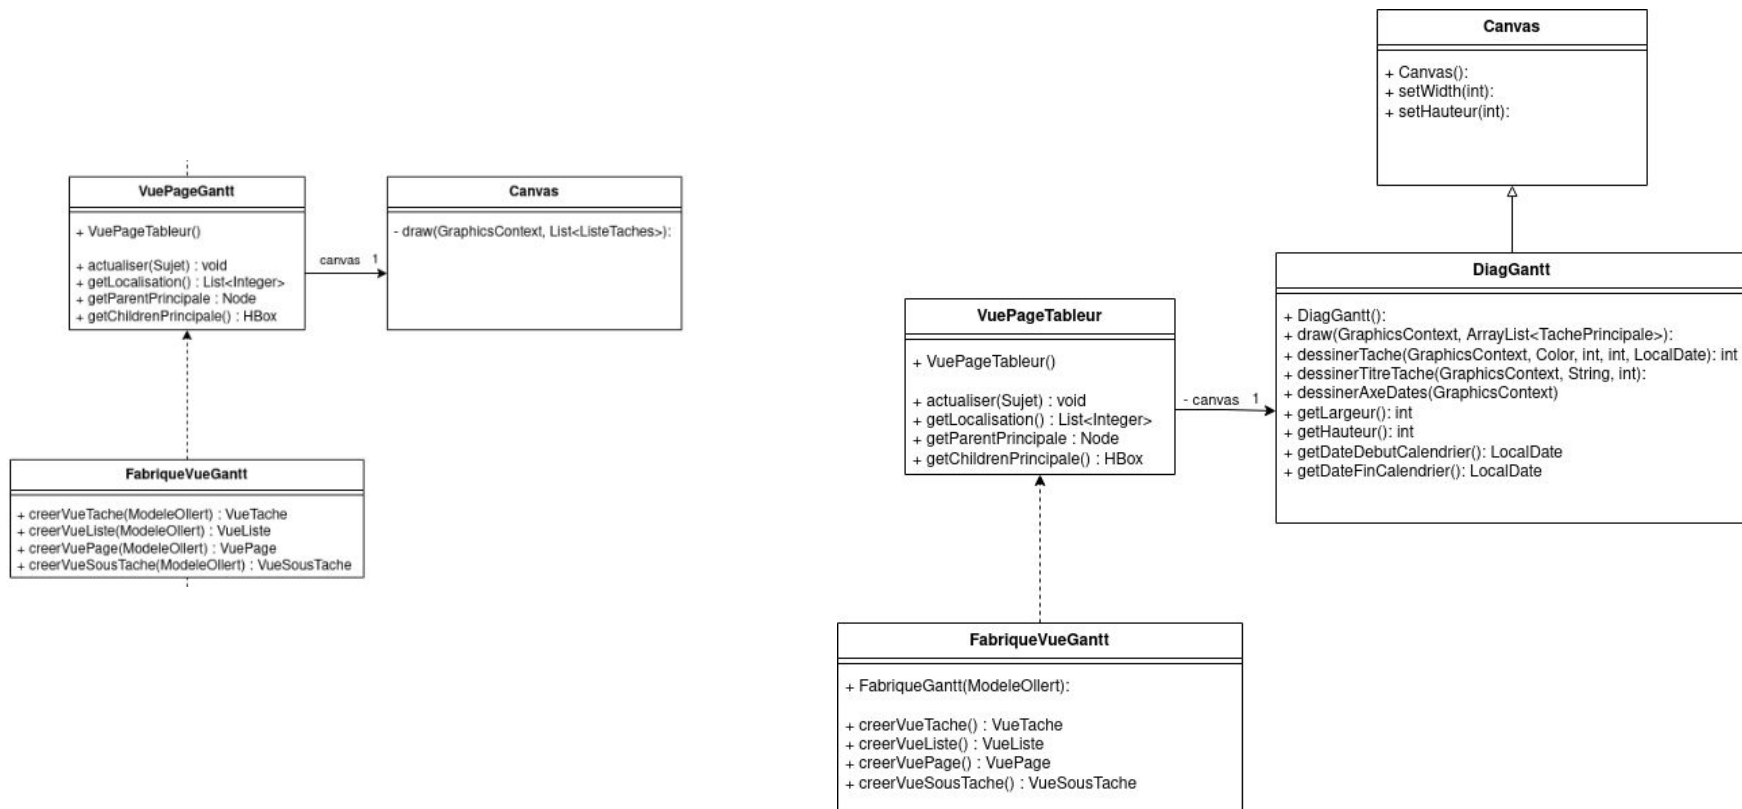 VuePageGantt
+ VuePageTableur()
+ actualiser(Sujet) : void
+ getLocalisation() : List<Integer>
+ getParentPrincipale : Node
+ getChildrenPrincipale() : HBox
canvas 1
Canvas
- draw(GraphicsContext, List<ListeTaches>):
FabriqueVueGantt
+ creerVueTache(ModeleOllert) : VueTache
+ creerVueListe(ModeleOllert) : VueListe
+ creerVuePage(ModeleOllert) : VuePage
+ creerVueSousTache(ModeleOllert) : VueSousTache
Canvas
+ Canvas():
+ setWidth(int):
+ setHauteur(int):
DiagGantt
+ DiagGantt():
+ draw(GraphicsContext, ArrayList<TachePrincipale>):
+ dessinerTache(GraphicsContext, Color, int, int, LocalDate): int
+ dessinerTitreTache(GraphicsContext, String, int):
+ dessinerAxeDates(GraphicsContext)
+ getLargeur(): int
+ getHauteur(): int
+ getDateDebutCalendrier(): LocalDate
+ getDateFinCalendrier(): LocalDate
VuePageTableur
+ VuePageTableur()
+ actualiser(Sujet) : void
+ getLocalisation() : List<Integer>
+ getParentPrincipale : Node
+ getChildrenPrincipale() : HBox
- canvas 1
FabriqueVueGantt
+ FabriqueGantt(ModeleOllert):
+ creerVueTache() : VueTache
+ creerVueListe() : VueListe
+ creerVuePage() : VuePage
+ creerVueSousTache() : VueSousTache